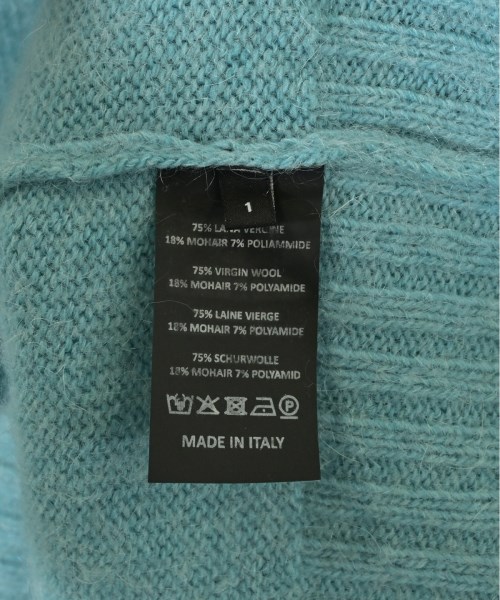 1
75% LANA VERGINE
18% MOHAIR 7% POLIAMMIDE
75% VIRGIN WOOL
18% MOHAIR 7% POLYAMIDE
75% LAINE VIERGE
18% MOHAIR 7% POLYAMIDE
75% SCHURWOLLE
18% MOHAIR 7% POLYAMID
P
MADE IN ITALY